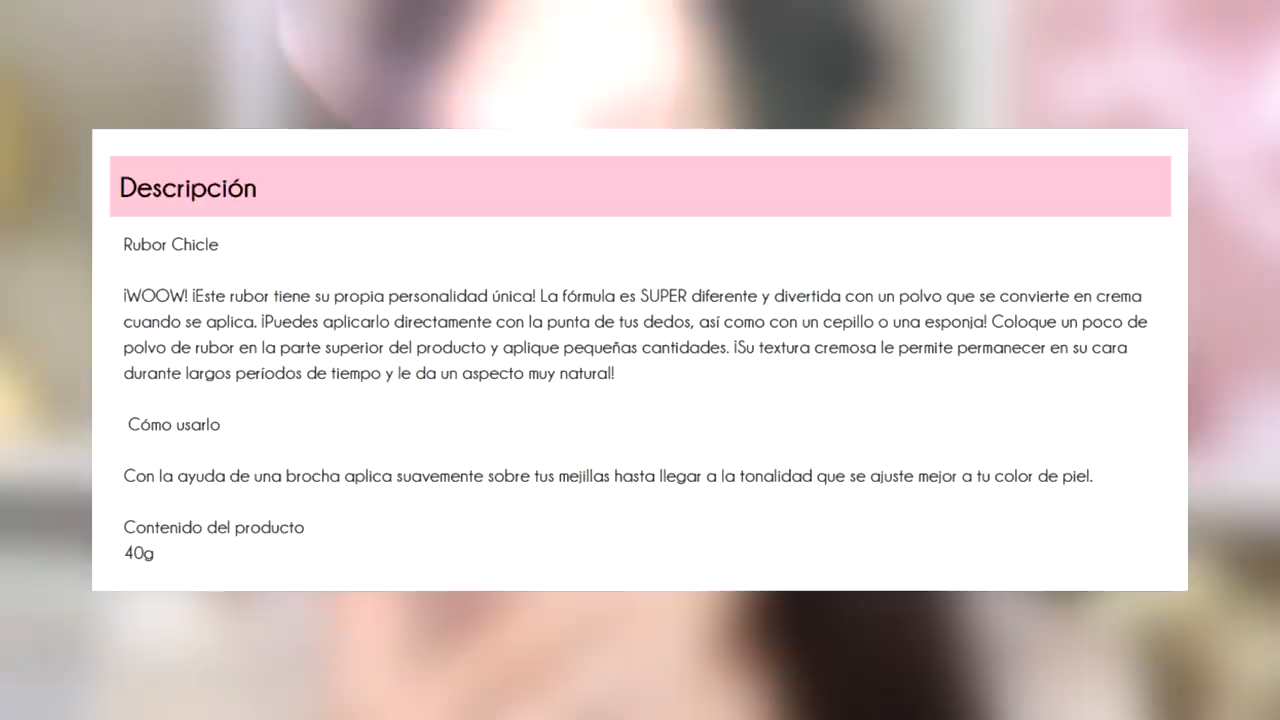 Descripción
Rubor Chicle
¡WOOW! ¡Este rubor tiene su propia personalidad única! La fórmula es SUPER diferente y divertida con un polvo que se convierte en crema
cuando se aplica. ¡Puedes aplicarlo directamente con la punta de tus dedos, así como con un cepillo o una esponja! Coloque un poco de
polvo de rubor en la parte superior del producto y aplique pequeñas cantidades. ¡Su textura cremosa le permite permanecer en su cara
durante largos períodos de tiempo y le da un aspecto muy natural!
Cómo usarlo
Con la ayuda de una brocha aplica suavemente sobre tus mejillas hasta llegar a la tonalidad que se ajuste mejor a tu color de piel.
Contenido del producto
40g